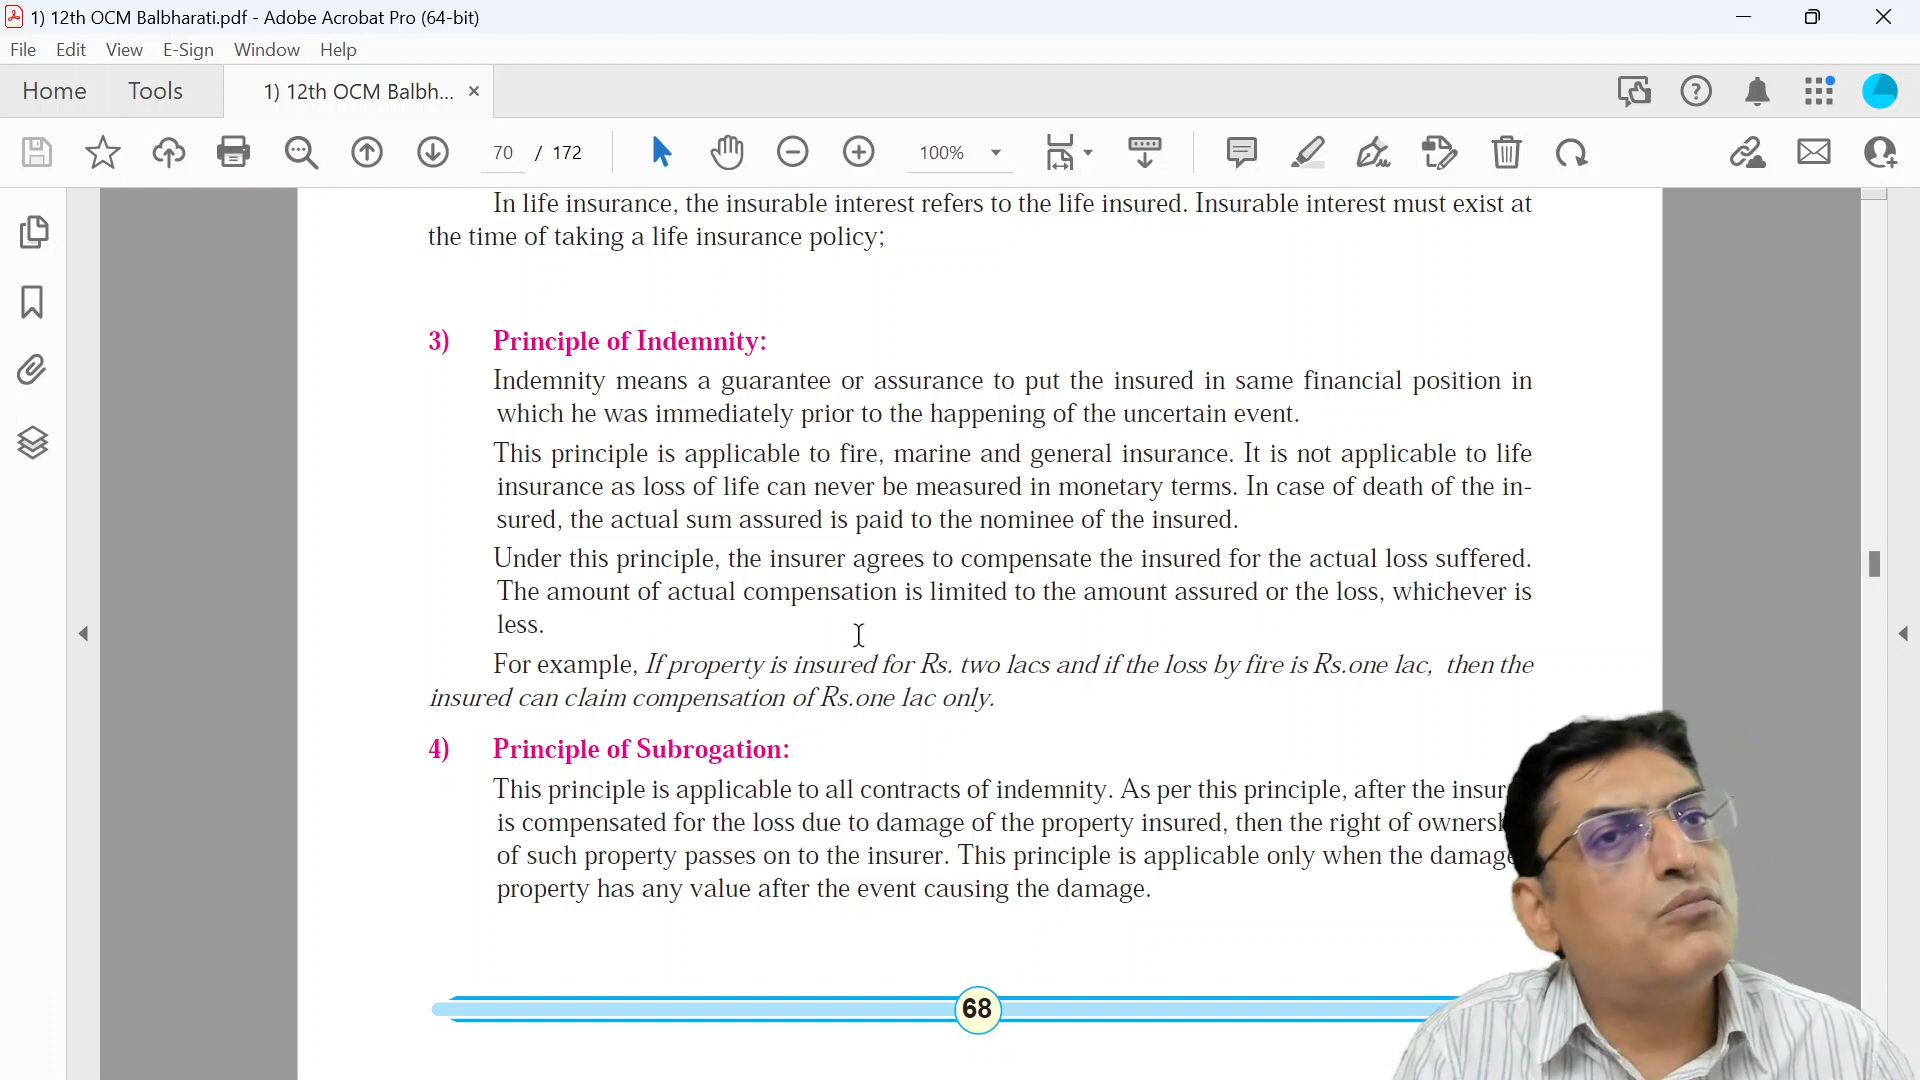 1) 12th OCM Balbharati.pdf - Adobe Acrobat Pro (64-bit)
File Edit View E-Sign Window Help
Home Tools 1) 12th OCM Balbh... ×
70 / 172 100%
In life insurance, the insurable interest refers to the life insured. Insurable interest must exist at
the time of taking a life insurance policy;
3) Principle of Indemnity:
Indemnity means a guarantee or assurance to put the insured in same financial position in
which he was immediately prior to the happening of the uncertain event.
This principle is applicable to fire, marine and general insurance. It is not applicable to life
insurance as loss of life can never be measured in monetary terms. In case of death of the in-
sured, the actual sum assured is paid to the nominee of the insured.
Under this principle, the insurer agrees to compensate the insured for the actual loss suffered.
The amount of actual compensation is limited to the amount assured or the loss, whichever is
less.
For example, If property is insured for Rs. two lacs and if the loss by fire is Rs.one lac, then the
insured can claim compensation of Rs.one lac only.
4) Principle of Subrogation:
This principle is applicable to all contracts of indemnity. As per this principle, after the
is compensated for the loss due to damage of the property insured, then the right of
of such property passes on to the insurer. This principle is applicable only when the
property has any value after the event causing the damage.
68